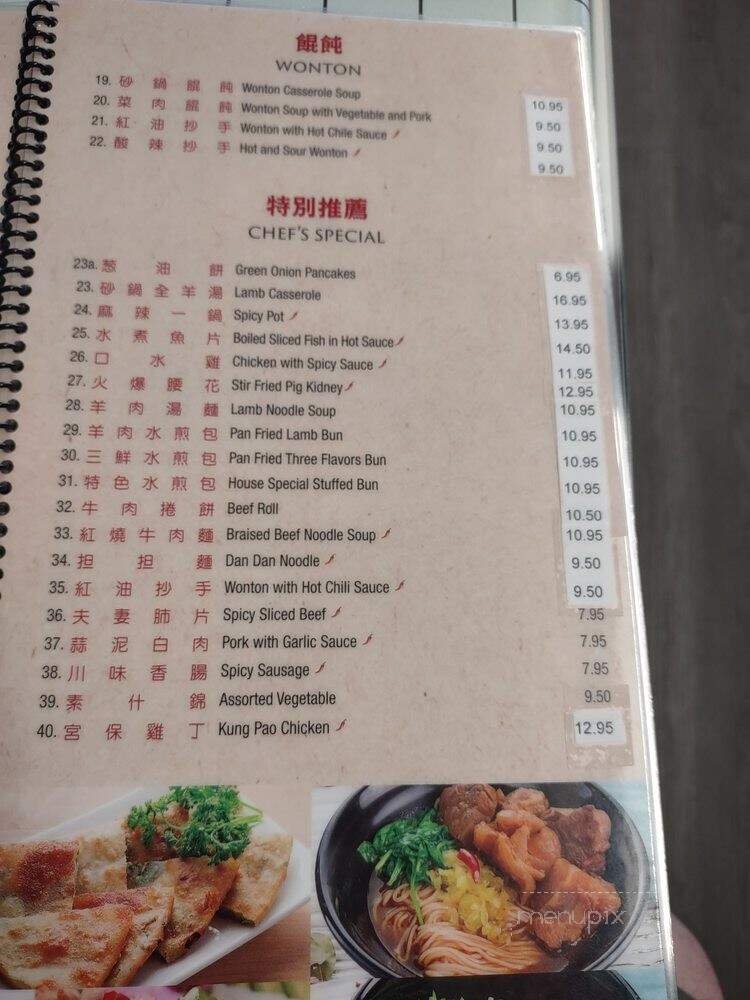 餛飩
WONTON
19. 砂鍋餛飩 Wonton Casserole Soup 10.95
20. 菜肉餛飩 Wonton Soup with Vegetable and Pork 9.50
21. 紅油抄手 Wonton with Hot Chile Sauce 9.50
22. 酸辣抄手 Hot and Sour Wonton 9.50
特別推薦
CHEF'S SPECIAL
23a. 葱油餅 Green Onion Pancakes 6.95
23. 砂鍋全羊湯 Lamb Casserole 16.95
24. 麻辣一鍋 Spicy Pot 13.95
25. 水煮魚片 Boiled Sliced Fish in Hot Sauce 14.50
26. 口水雞 Chicken with Spicy Sauce 11.95
27. 火爆腰花 Stir Fried Pig Kidney 12.95
28. 羊肉湯麵 Lamb Noodle Soup 10.95
29. 羊肉水煎包 Pan Fried Lamb Bun 10.95
30. 三鮮水煎包 Pan Fried Three Flavors Bun 10.95
31. 特色水煎包 House Special Stuffed Bun 10.95
32. 牛肉捲餅 Beef Roll 10.50
33. 紅燒牛肉麵 Braised Beef Noodle Soup 10.95
34. 担担麵 Dan Dan Noodle 9.50
35. 紅油抄手 Wonton with Hot Chili Sauce 9.50
36. 夫妻肺片 Spicy Sliced Beef 7.95
37. 蒜泥白肉 Pork with Garlic Sauce 7.95
38. 川味香腸 Spicy Sausage 7.95
39. 素什錦 Assorted Vegetable 9.50
40. 宮保雞丁 Kung Pao Chicken 12.95
menupix